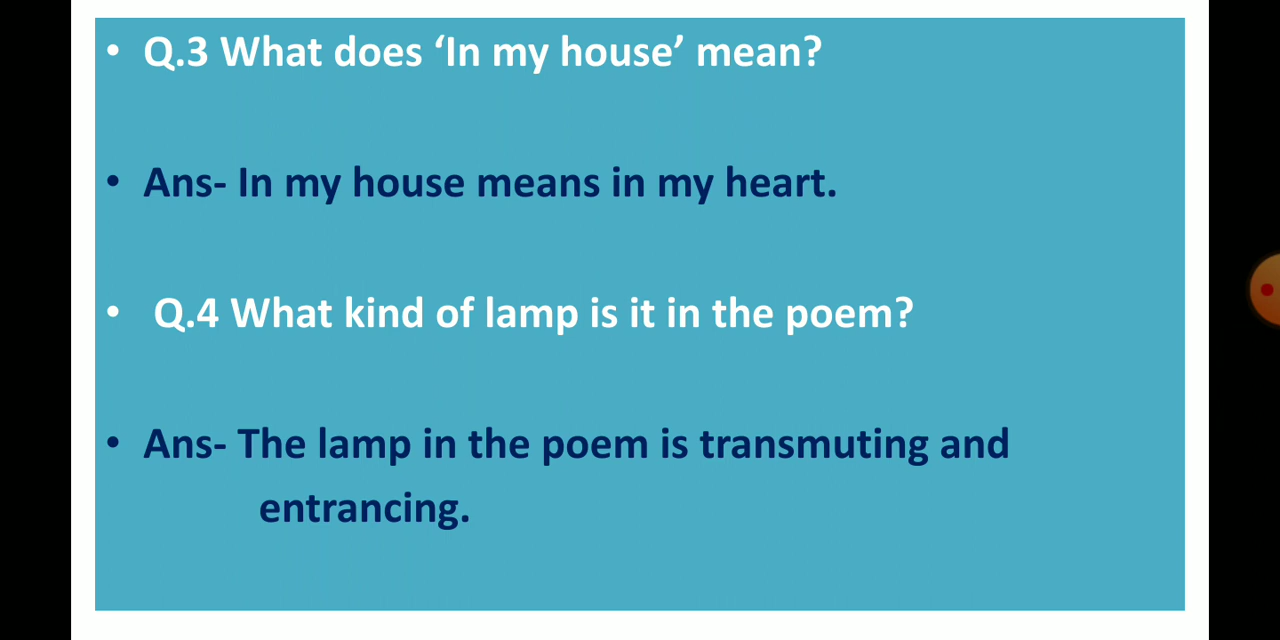 • Q.3 What does ‘In my house’ mean?
• Ans- In my house means in my heart.
• Q.4 What kind of lamp is it in the poem?
• Ans- The lamp in the poem is transmuting and
entrancing.